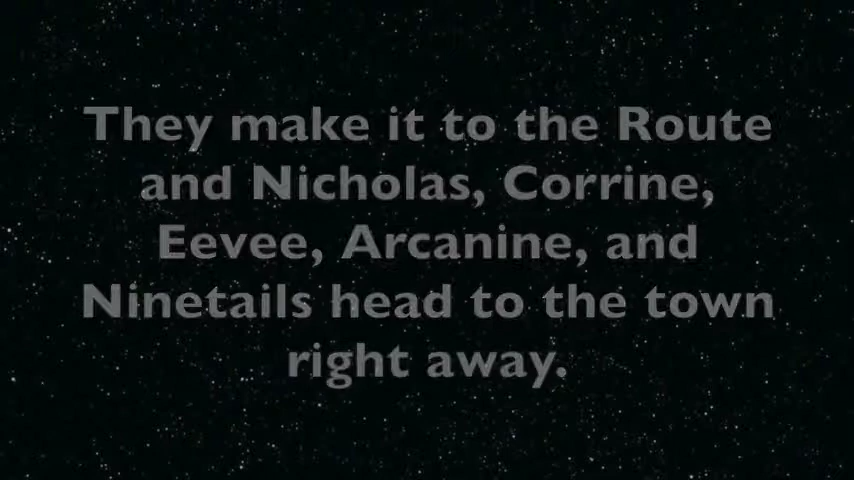 They make it to the Route
and Nicholas, Corrine,
Eevee, Arcanine, and
Ninetails head to the town
right away.